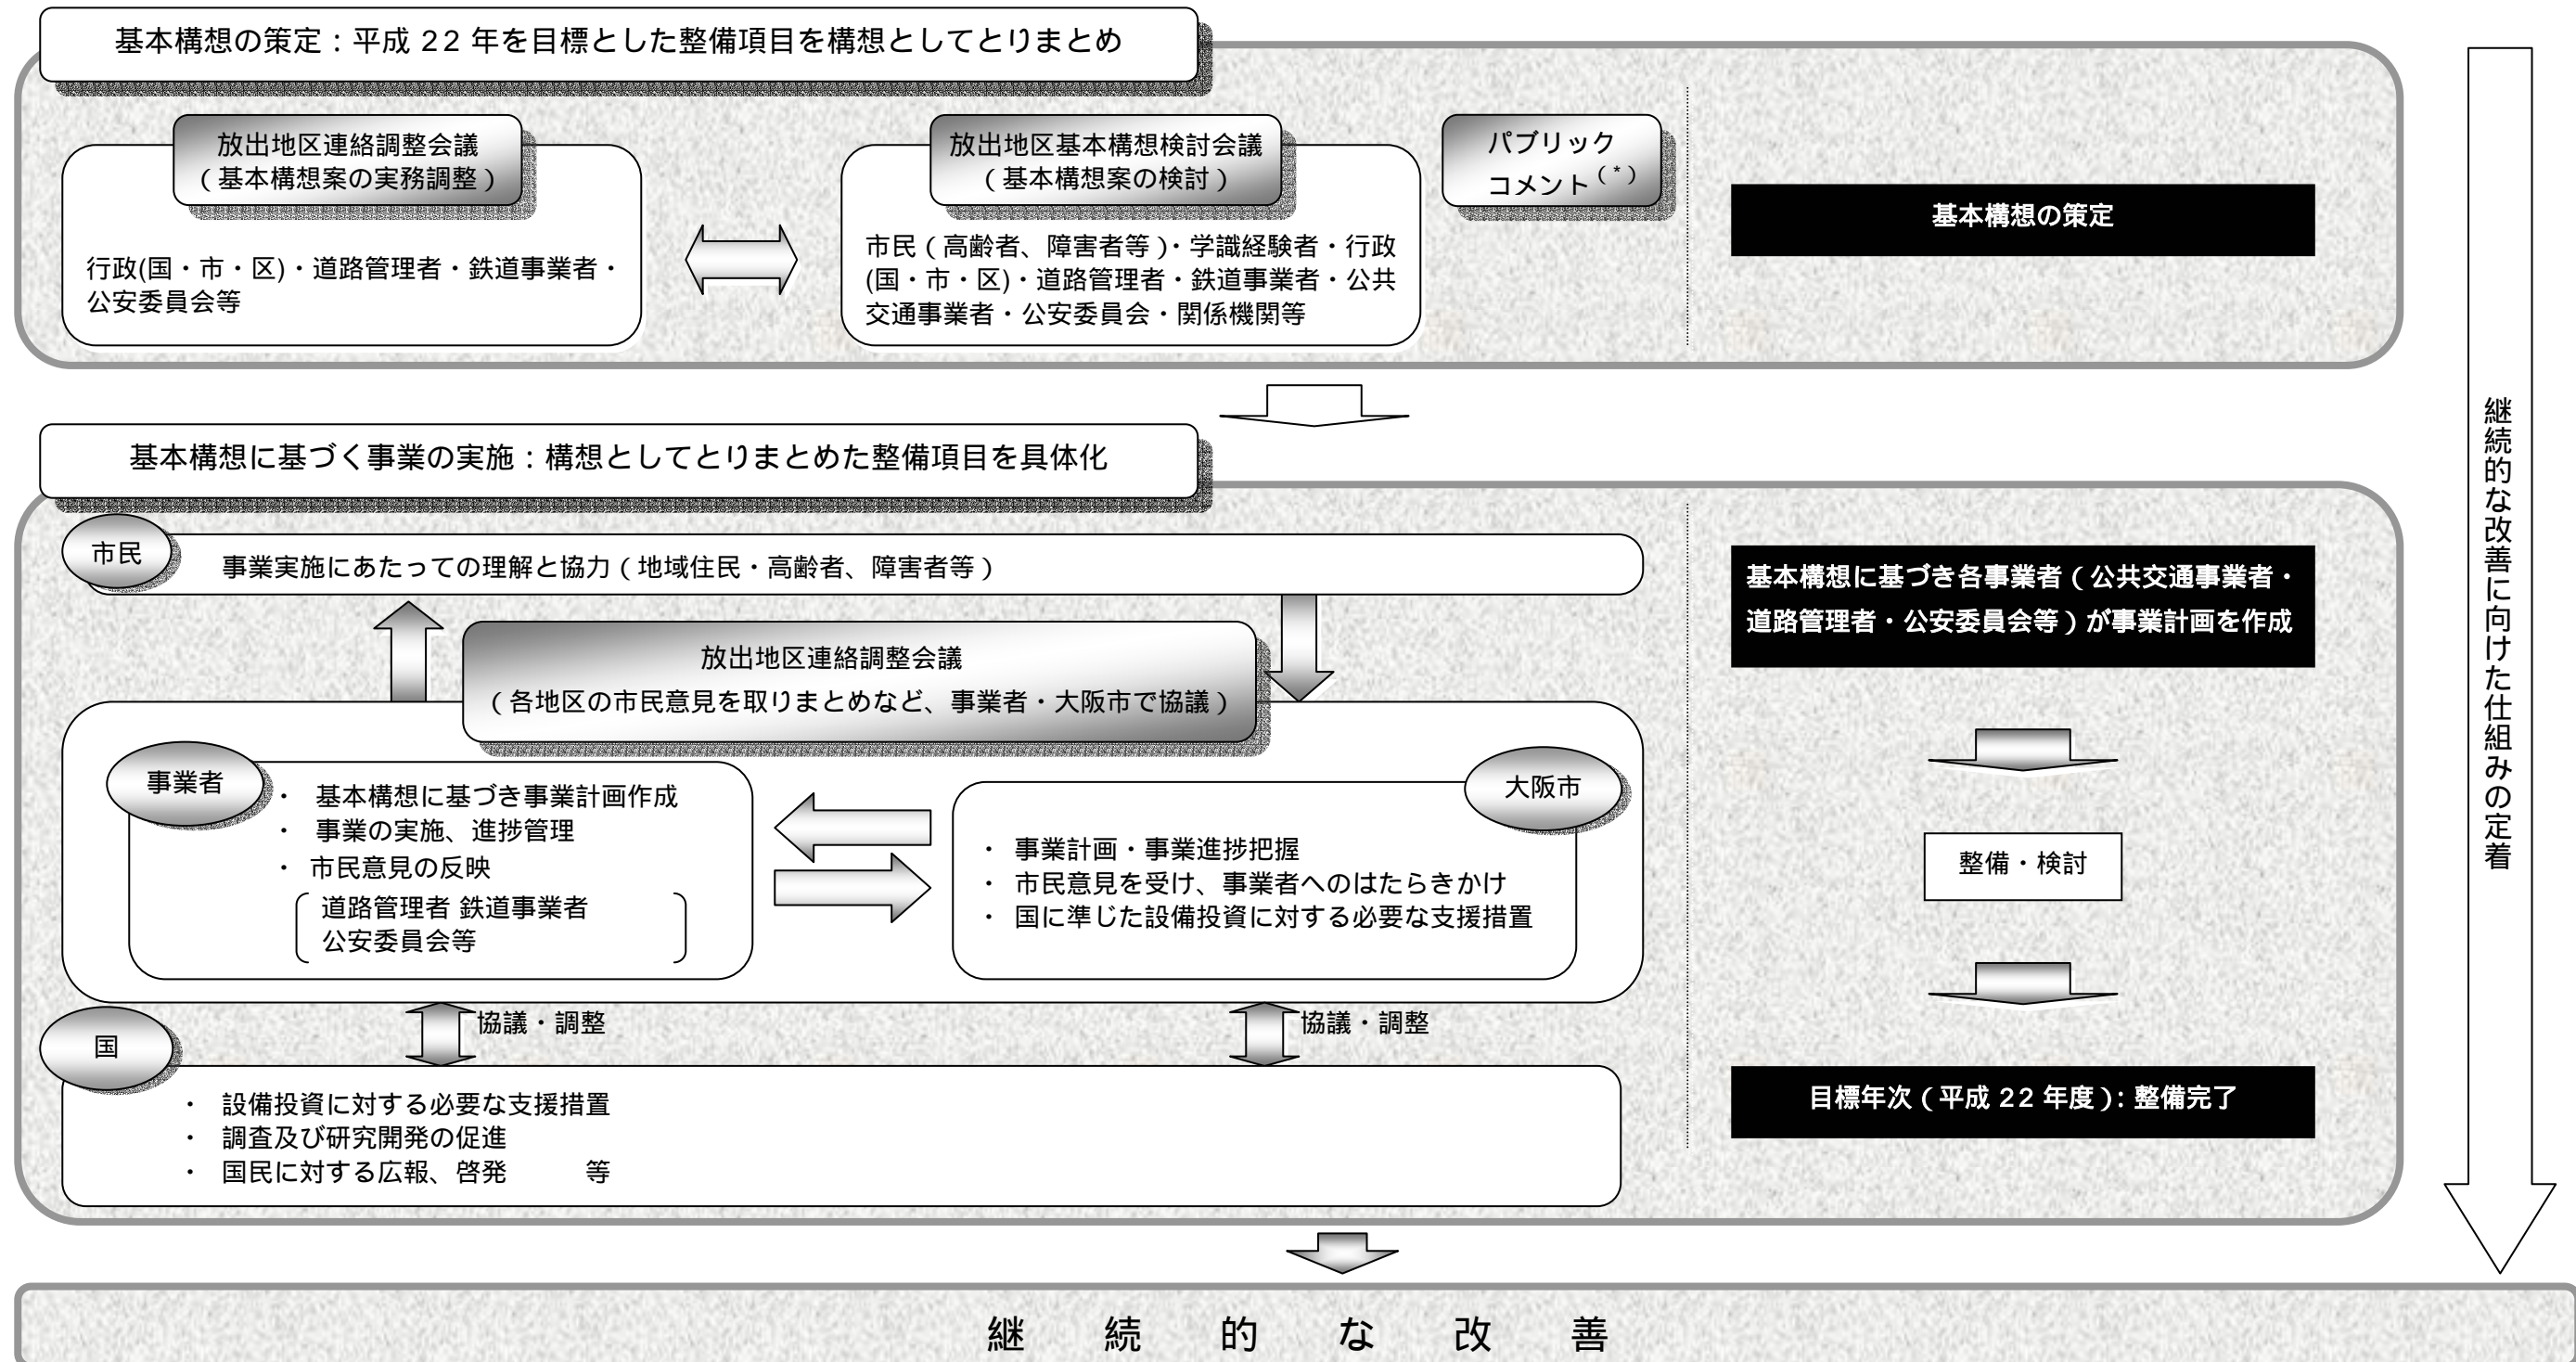 基本構想の策定：平成 22 年を目標とした整備項目を構想としてとりまとめ
放出地区連絡調整会議
（基本構想案の実務調整）
行政(国・市・区)・道路管理者・鉄道事業者・
公安委員会等
放出地区基本構想検討会議
（基本構想案の検討）
市民（高齢者、障害者等）・学識経験者・行政
(国・市・区)・道路管理者・鉄道事業者・公共
交通事業者・公安委員会・関係機関等
パブリック
コメント（*）
基本構想の策定
基本構想に基づく事業の実施：構想としてとりまとめた整備項目を具体化
市民
事業実施にあたっての理解と協力（地域住民・高齢者、障害者等）
放出地区連絡調整会議
（各地区の市民意見を取りまとめなど、事業者・大阪市で協議）
事業者
・ 基本構想に基づき事業計画作成
・ 事業の実施、進捗管理
・ 市民意見の反映
道路管理者 鉄道事業者
公安委員会等
大阪市
・ 事業計画・事業進捗把握
・ 市民意見を受け、事業者へのはたらきかけ
・ 国に準じた設備投資に対する必要な支援措置
協議・調整
協議・調整
国
・ 設備投資に対する必要な支援措置
・ 調査及び研究開発の促進
・ 国民に対する広報、啓発　　　等
基本構想に基づき各事業者（公共交通事業者・
道路管理者・公安委員会等）が事業計画を作成
整備・検討
目標年次（平成 22 年度）：整備完了
継続的な改善に向けた仕組みの定着
継続的な改善